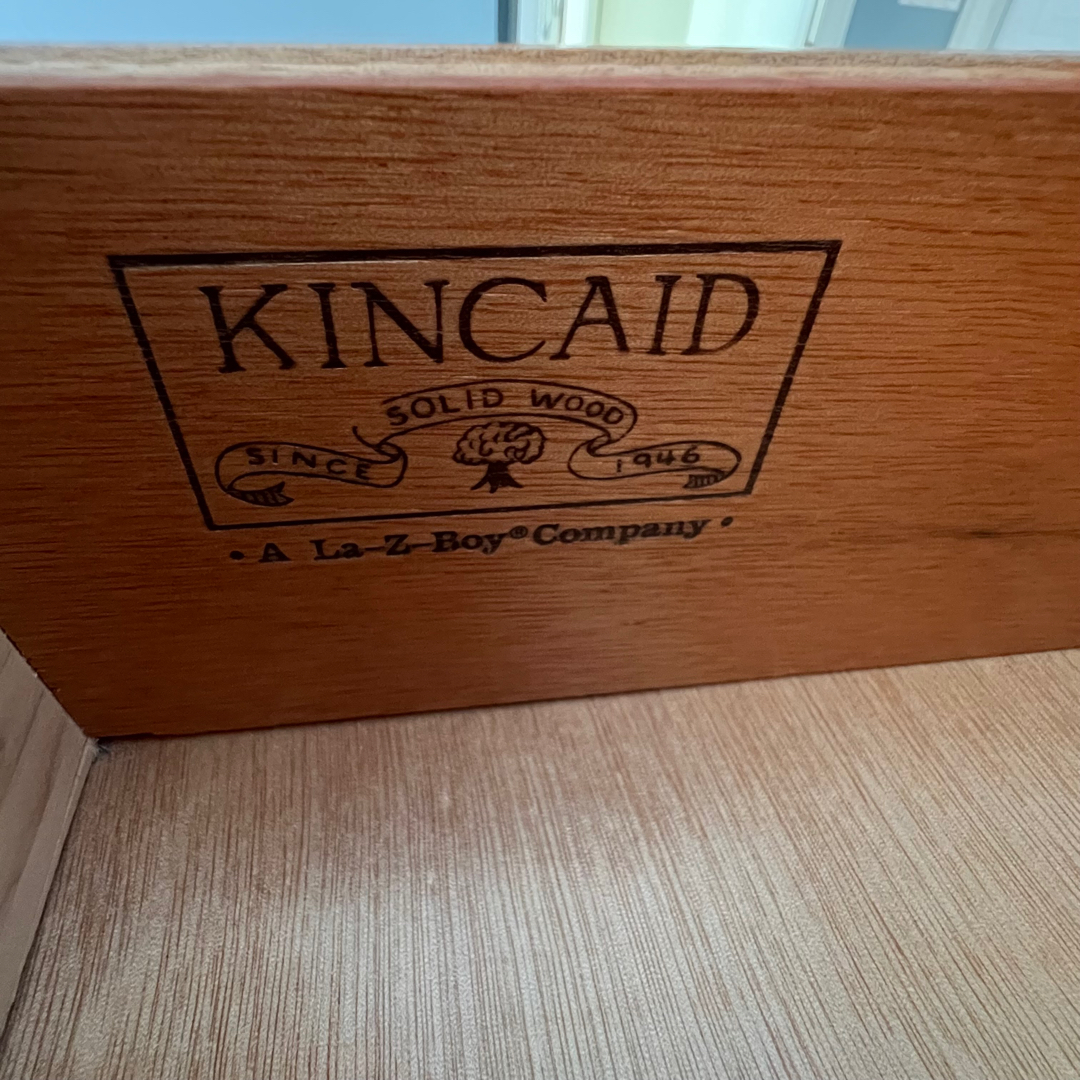 KINCAID
SOLID WOOD
SINCE 1946
• A La-Z-Boy® Company •